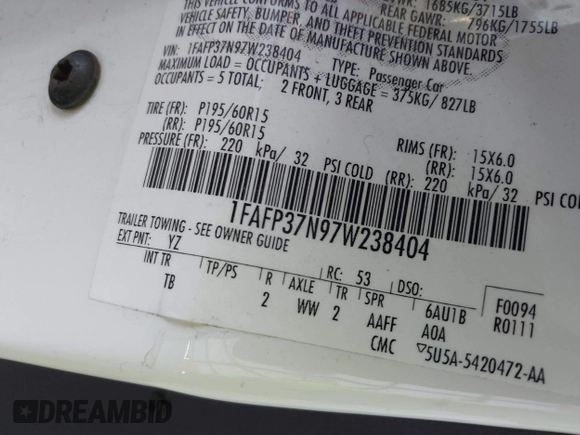 GVWR: 1685KG/3715LB
REAR GAWR: 796KG/1755LB
VEHICLE CONFORMS TO ALL APPLICABLE FEDERAL MOTOR
VEHICLE SAFETY, BUMPER, AND THEFT PREVENTION STANDARDS
IN EFFECT ON THE DATE OF MANUFACTURE SHOWN ABOVE.
VIN: 1FAFP37N97W238404
TYPE: Passenger Car
MAXIMUM LOAD = OCCUPANTS + LUGGAGE = 375KG/ 827LB
OCCUPANTS = 5 TOTAL; 2 FRONT, 3 REAR
TIRE (FR): P195/60R15 RIMS (FR): 15X6.0
(RR): P195/60R15 (RR): 15X6.0
PRESSURE (FR): 220 kPa/ 32 PSI COLD (RR): 220 kPa/ 32 PSI COL
1FAFP37N97W238404
TRAILER TOWING - SEE OWNER GUIDE
EXT PNT: YZ RC: 53 DSO:
INT TR TP/PS R AXLE TR SPR 6AU1B F0094
TB 2 WW 2 AAFF A0A R0111
CMC ▽5U5A-5420472-AA
DREAMBID